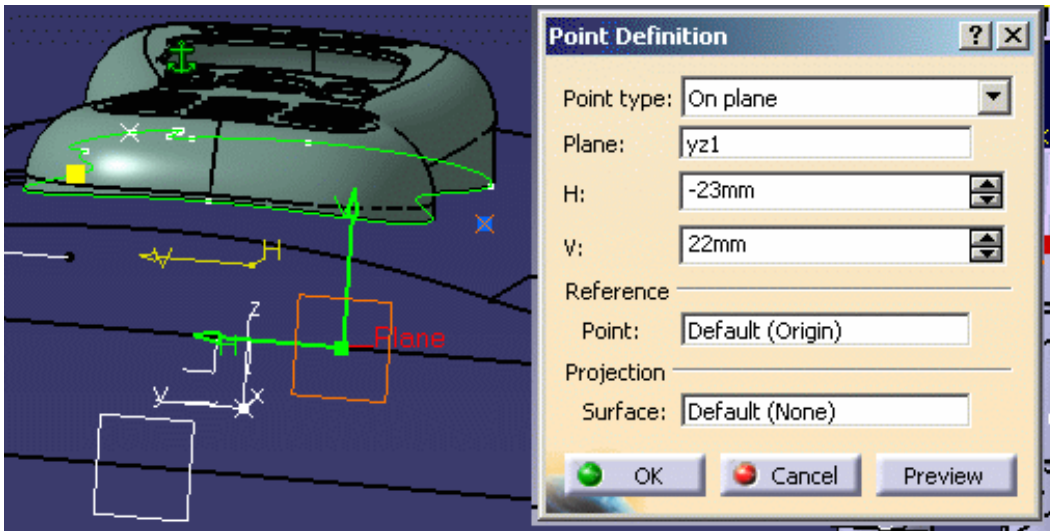 Point Definition
Point type: On plane
Plane: yz1
H: -23mm
V: 22mm
Reference
Point: Default (Origin)
Projection
Surface: Default (None)
OK Cancel Preview
V
H
H
Plane
z
y
x